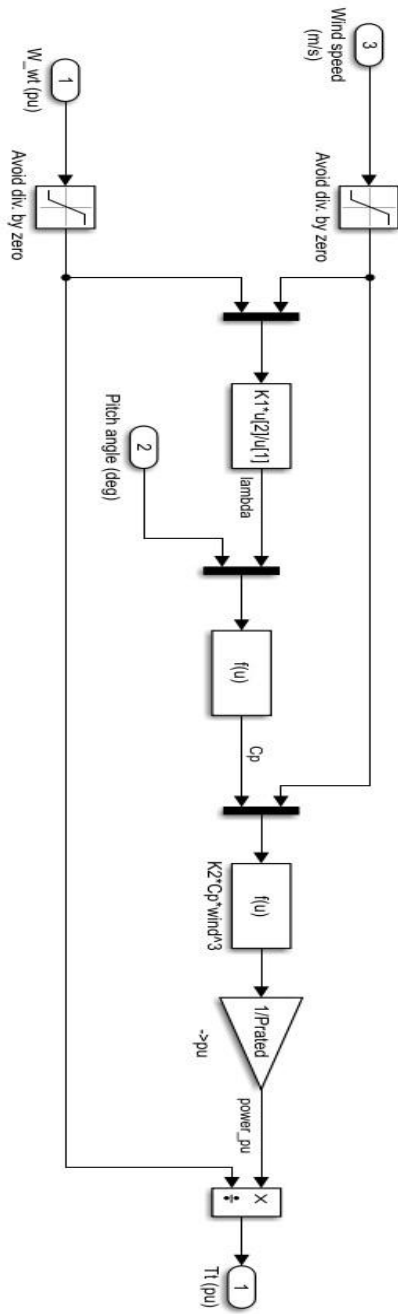 3
Wind speed
(m/s)
Avoid div. by zero
1
W_wt (pu)
Avoid div. by zero
K1*u[2]/u[1]
lambda
2
Pitch angle (deg)
f(u)
Cp
f(u)
K2*Cp*wind^3
1/Prated
->pu
power_pu
×
÷
1
Tt (pu)